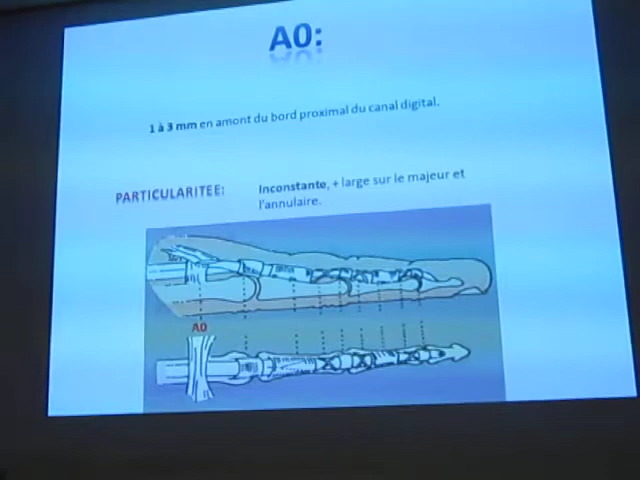 A0:
1 à 3 mm en amont du bord proximal du canal digital.
PARTICULARITEE: Inconstante, + large sur le majeur et
l'annulaire.
A0